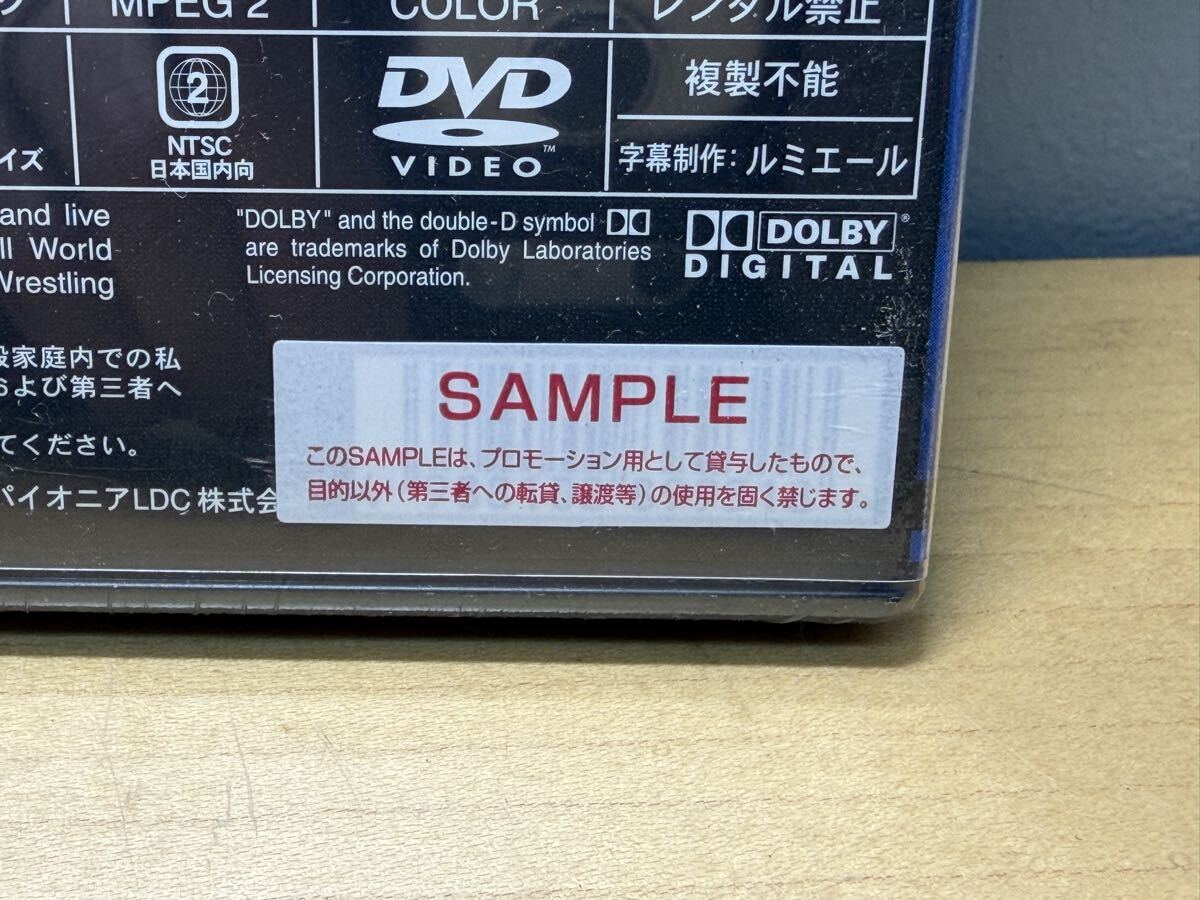 MPEG 2
COLOR
レンタル禁止
2
NTSC
日本国内向
DVD
VIDEO
TM
複製不能
字幕制作：ルミエール
イズ
and live
ll World
Wrestling
"DOLBY" and the double-D symbol
are trademarks of Dolby Laboratories
Licensing Corporation.
DOLBY
DIGITAL
®
家庭内での私
および第三者へ
てください。
パイオニアLDC株式会
SAMPLE
このSAMPLEは、プロモーション用として貸与したもので、
目的以外（第三者への転貸、譲渡等）の使用を固く禁じます。